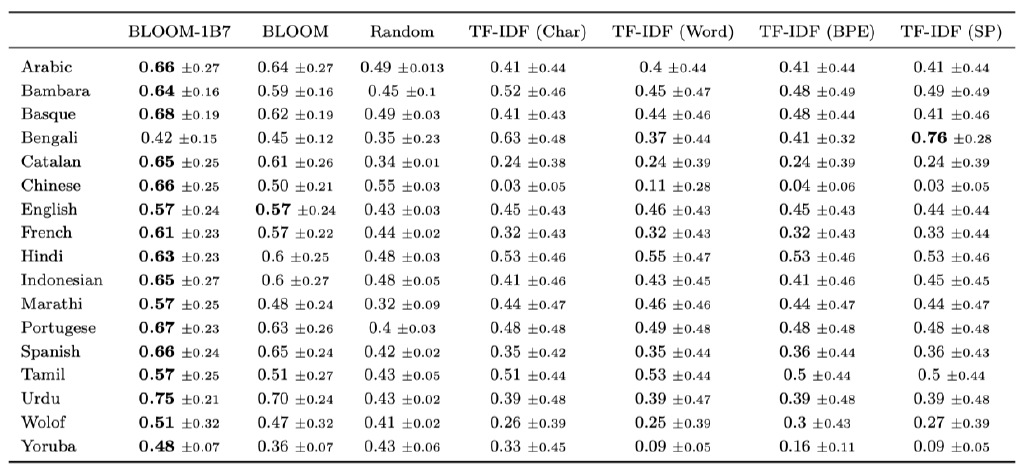 BLOOM-1B7 BLOOM Random TF-IDF (Char) TF-IDF (Word) TF-IDF (BPE) TF-IDF (SP)
Arabic 0.66 ±0.27 0.64 ±0.27 0.49 ±0.013 0.41 ±0.44 0.4 ±0.44 0.41 ±0.44 0.41 ±0.44
Bambara 0.64 ±0.16 0.59 ±0.16 0.45 ±0.1 0.52 ±0.46 0.45 ±0.47 0.48 ±0.49 0.49 ±0.49
Basque 0.68 ±0.19 0.62 ±0.19 0.49 ±0.03 0.41 ±0.43 0.44 ±0.46 0.48 ±0.44 0.41 ±0.46
Bengali 0.42 ±0.15 0.45 ±0.12 0.35 ±0.23 0.63 ±0.48 0.37 ±0.44 0.41 ±0.32 0.76 ±0.28
Catalan 0.65 ±0.25 0.61 ±0.26 0.34 ±0.01 0.24 ±0.38 0.24 ±0.39 0.24 ±0.39 0.24 ±0.39
Chinese 0.66 ±0.25 0.50 ±0.21 0.55 ±0.03 0.03 ±0.05 0.11 ±0.28 0.04 ±0.06 0.03 ±0.05
English 0.57 ±0.24 0.57 ±0.24 0.43 ±0.03 0.45 ±0.43 0.46 ±0.43 0.45 ±0.43 0.44 ±0.44
French 0.61 ±0.23 0.57 ±0.22 0.44 ±0.02 0.32 ±0.43 0.32 ±0.43 0.32 ±0.43 0.33 ±0.44
Hindi 0.63 ±0.23 0.6 ±0.25 0.48 ±0.03 0.53 ±0.46 0.55 ±0.47 0.53 ±0.46 0.53 ±0.46
Indonesian 0.65 ±0.27 0.6 ±0.27 0.48 ±0.05 0.41 ±0.46 0.43 ±0.45 0.41 ±0.46 0.45 ±0.45
Marathi 0.57 ±0.25 0.48 ±0.24 0.32 ±0.09 0.44 ±0.47 0.46 ±0.46 0.44 ±0.47 0.44 ±0.47
Portugese 0.67 ±0.23 0.63 ±0.26 0.4 ±0.03 0.48 ±0.48 0.49 ±0.48 0.48 ±0.48 0.48 ±0.48
Spanish 0.66 ±0.24 0.65 ±0.24 0.42 ±0.02 0.35 ±0.42 0.35 ±0.44 0.36 ±0.44 0.36 ±0.43
Tamil 0.57 ±0.25 0.51 ±0.27 0.43 ±0.05 0.51 ±0.44 0.53 ±0.44 0.5 ±0.44 0.5 ±0.44
Urdu 0.75 ±0.21 0.70 ±0.24 0.43 ±0.02 0.39 ±0.48 0.39 ±0.47 0.39 ±0.48 0.39 ±0.48
Wolof 0.51 ±0.32 0.47 ±0.32 0.41 ±0.02 0.26 ±0.39 0.25 ±0.39 0.3 ±0.43 0.27 ±0.39
Yoruba 0.48 ±0.07 0.36 ±0.07 0.43 ±0.06 0.33 ±0.45 0.09 ±0.05 0.16 ±0.11 0.09 ±0.05